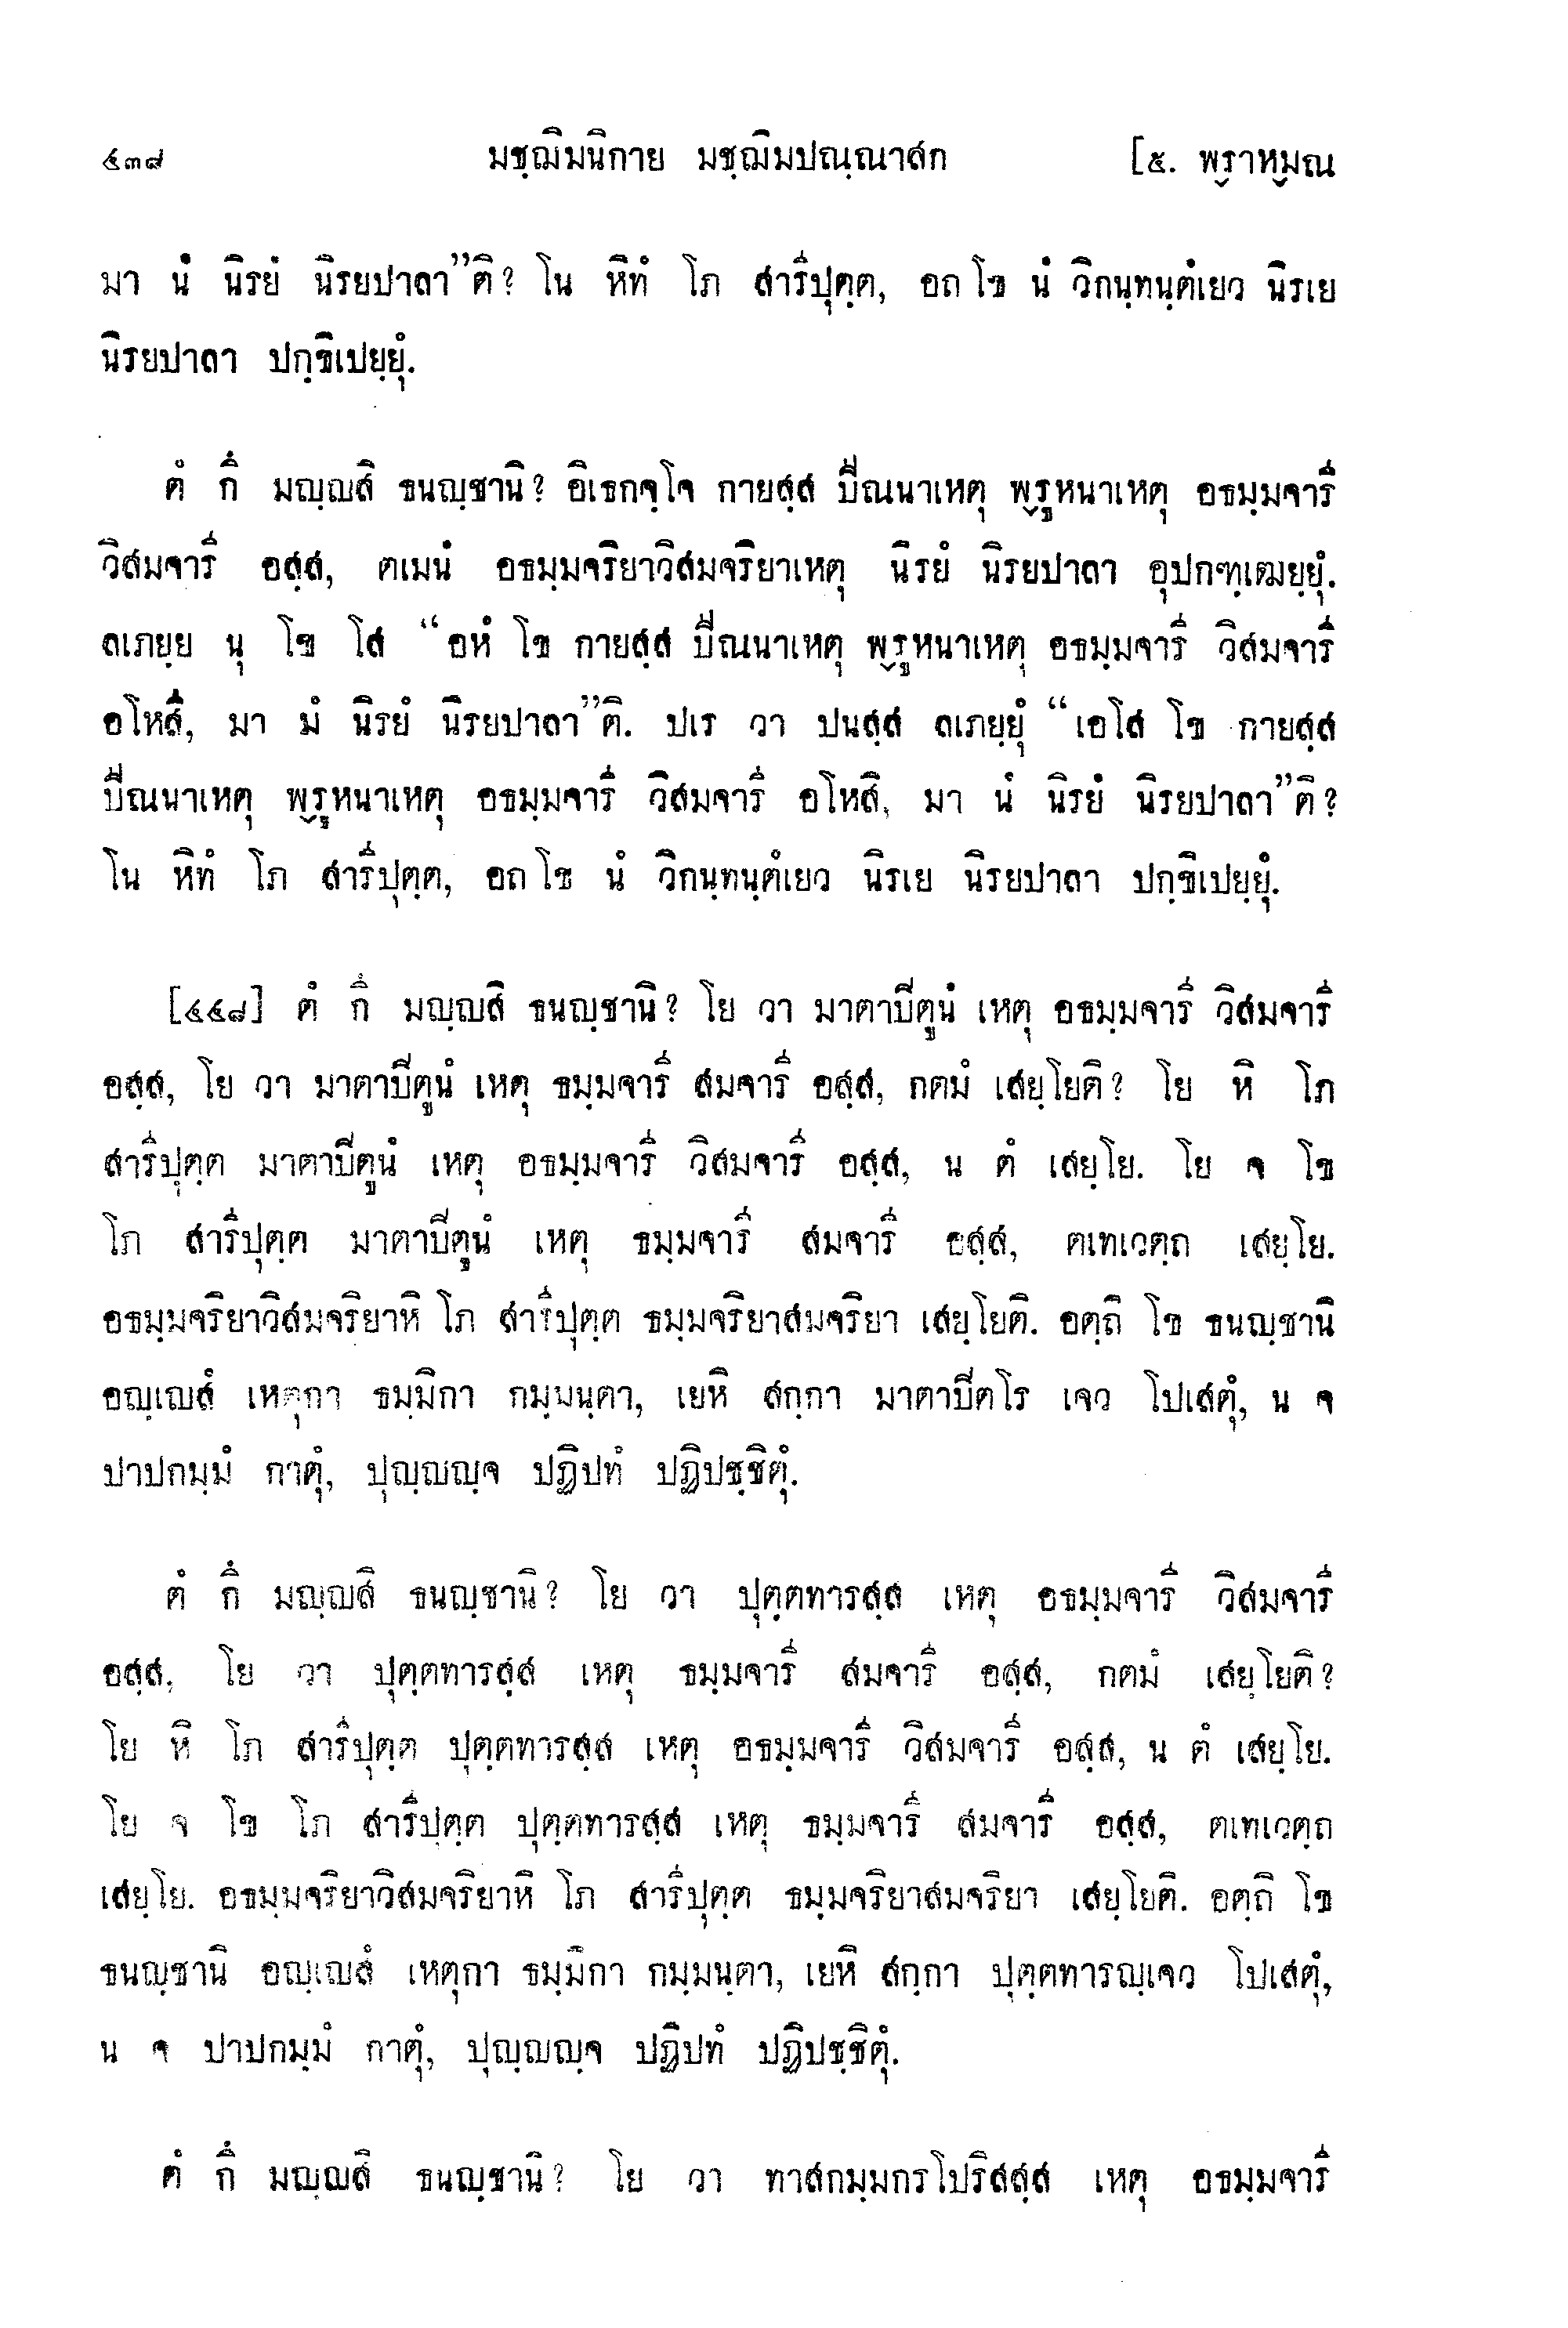 ๔๓๘ มชฺฌิมนิกาย มชฺฌิมปณฺณาสก [๕. พฺราหฺมณ
มา นํ นิรยํ นิรยปาลา”ติ? โน หิทํ โภ สาริปุตฺต, อถ โข นํ วิกนฺทนฺตํเยว นิรเย
นิรยปาลา ปกฺขิเปยฺยุํ.
ตํ กึ มญฺญสิ ธนญฺชานิ? อิเธกจฺโจ กายสฺส ปีณนาเหตุ พฺรูหนาเหตุ อธมฺมจารี
วิสมจารี อสฺส, ตเมนํ อธมฺมจริยาวิสมจริยาเหตุ นิรยํ นิรยปาลา อุปกฑฺเฒยฺยุํ.
ลเภยฺย นุ โข โส “อหํ โข กายสฺส ปีณนาเหตุ พฺรูหนาเหตุ อธมฺมจารี วิสมจารี
อโหสึ, มา มํ นิรยํ นิรยปาลา”ติ. ปเร วา ปนสฺส ลเภยฺยุํ “เอโส โข กายสฺส
ปีณนาเหตุ พฺรูหนาเหตุ อธมฺมจารี วิสมจารี อโหสิ, มา นํ นิรยํ นิรยปาลา”ติ?
โน หิทํ โภ สาริปุตฺต, อถ โข นํ วิกนฺทนฺตํเยว นิรเย นิรยปาลา ปกฺขิเปยฺยุํ.
[๔๔๘] ตํ กึ มญฺญสิ ธนญฺชานิ? โย วา มาตาปีตูนํ เหตุ อธมฺมจารี วิสมจารี
อสฺส, โย วา มาตาปีตูนํ เหตุ ธมฺมจารี สมจารี อสฺส, กตมํ เสยฺโยติ? โย หิ โภ
สาริปุตฺต มาตาปีตูนํ เหตุ อธมฺมจารี วิสมจารี อสฺส, น ตํ เสยฺโย. โย จ โข
โภ สาริปุตฺต มาตาปีตูนํ เหตุ ธมฺมจารี สมจารี อสฺส, ตเทเวตฺถ เสยฺโย.
อธมฺมจริยาวิสมจริยาหิ โภ สาริปุตฺต ธมฺมจริยาสมจริยา เสยฺโยติ. อตฺถิ โข ธนญฺชานิ
อญฺเญสํ เหตุกา ธมฺมิกา กมฺมนฺตา, เยหิ สกฺกา มาตาปีตโร เจว โปเสตุํ, น จ
ปาปกมฺมํ กาตุํ, ปุญฺญญฺจ ปฏิปทํ ปฏิปชฺชิตุํ.
ตํ กึ มญฺญสิ ธนญฺชานิ? โย วา ปุตฺตทารสฺส เหตุ อธมฺมจารี วิสมจารี
อสฺส, โย วา ปุตฺตทารสฺส เหตุ ธมฺมจารี สมจารี อสฺส, กตมํ เสยฺโยติ?
โย หิ โภ สาริปุตฺต ปุตฺตทารสฺส เหตุ อธมฺมจารี วิสมจารี อสฺส, น ตํ เสยฺโย.
โย จ โข โภ สาริปุตฺต ปุตฺตทารสฺส เหตุ ธมฺมจารี สมจารี อสฺส, ตเทเวตฺถ
เสยฺโย. อธมฺมจริยาวิสมจริยาหิ โภ สาริปุตฺต ธมฺมจริยาสมจริยา เสยฺโยติ. อตฺถิ โข
ธนญฺชานิ อญฺเญสํ เหตุกา ธมฺมิกา กมฺมนฺตา, เยหิ สกฺกา ปุตฺตทารญฺเจว โปเสตุํ,
น จ ปาปกมฺมํ กาตุํ, ปุญฺญญฺจ ปฏิปทํ ปฏิปชฺชิตุํ.
ตํ กึ มญฺญสิ ธนญฺชานิ? โย วา ทาสกมฺมกรโปริสสฺส เหตุ อธมฺมจารี